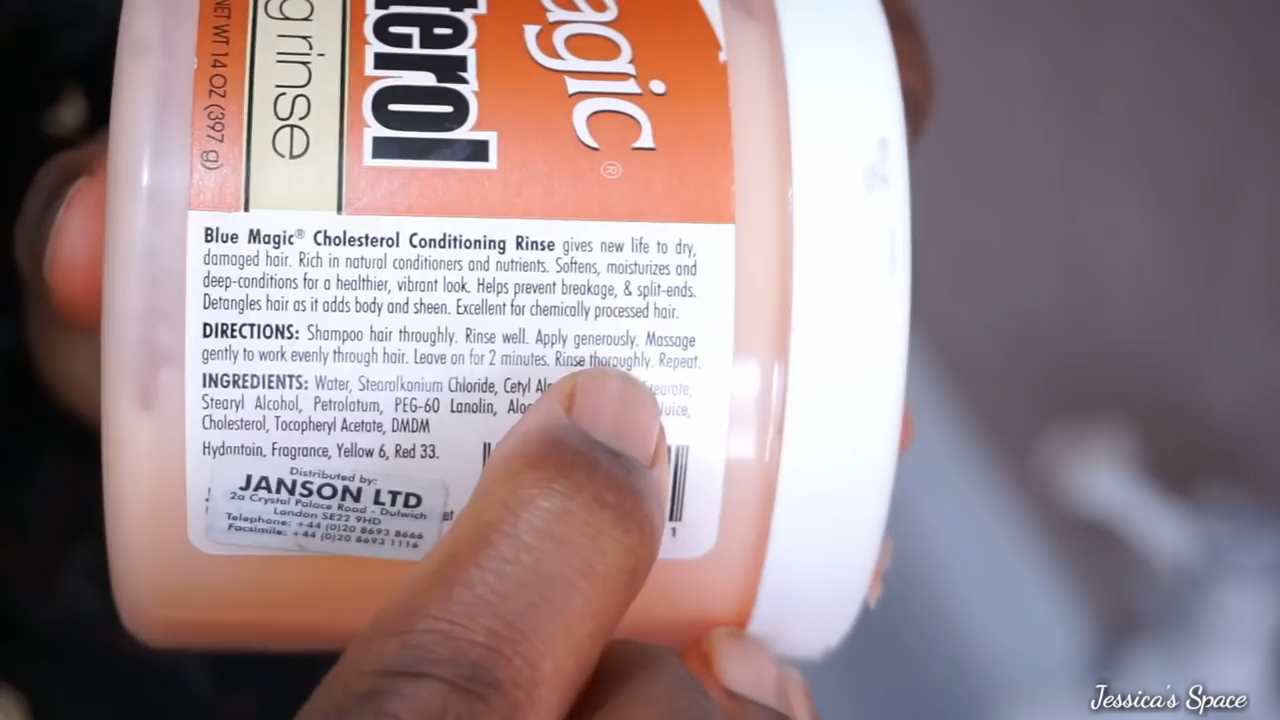 agic®
terol
g rinse
NET WT 14 OZ (397 g)
Blue Magic® Cholesterol Conditioning Rinse gives new life to dry,
damaged hair. Rich in natural conditioners and nutrients. Softens, moisturizes and
deep-conditions for a healthier, vibrant look. Helps prevent breakage, & split-ends.
Detangles hair as it adds body and sheen. Excellent for chemically processed hair.
DIRECTIONS: Shampoo hair throughly. Rinse well. Apply generously. Massage
gently to work evenly through hair. Leave on for 2 minutes. Rinse thoroughly. Repeat.
INGREDIENTS: Water, Stearalkonium Chloride, Cetyl
Stearyl Alcohol, Petrolatum, PEG-60 Lanolin, Juice,
Cholesterol, Tocopheryl Acetate, DMDM
Hydantoin, Fragrance, Yellow 6, Red 33.
Distributed by:
JANSON LTD
2a Crystal Palace Road - Dulwich
London SE22 9HD
Telephone: +44 (0)20 8693 8666
Facsimile: +44 (0)20 8693 1116
1
Jessica's Space